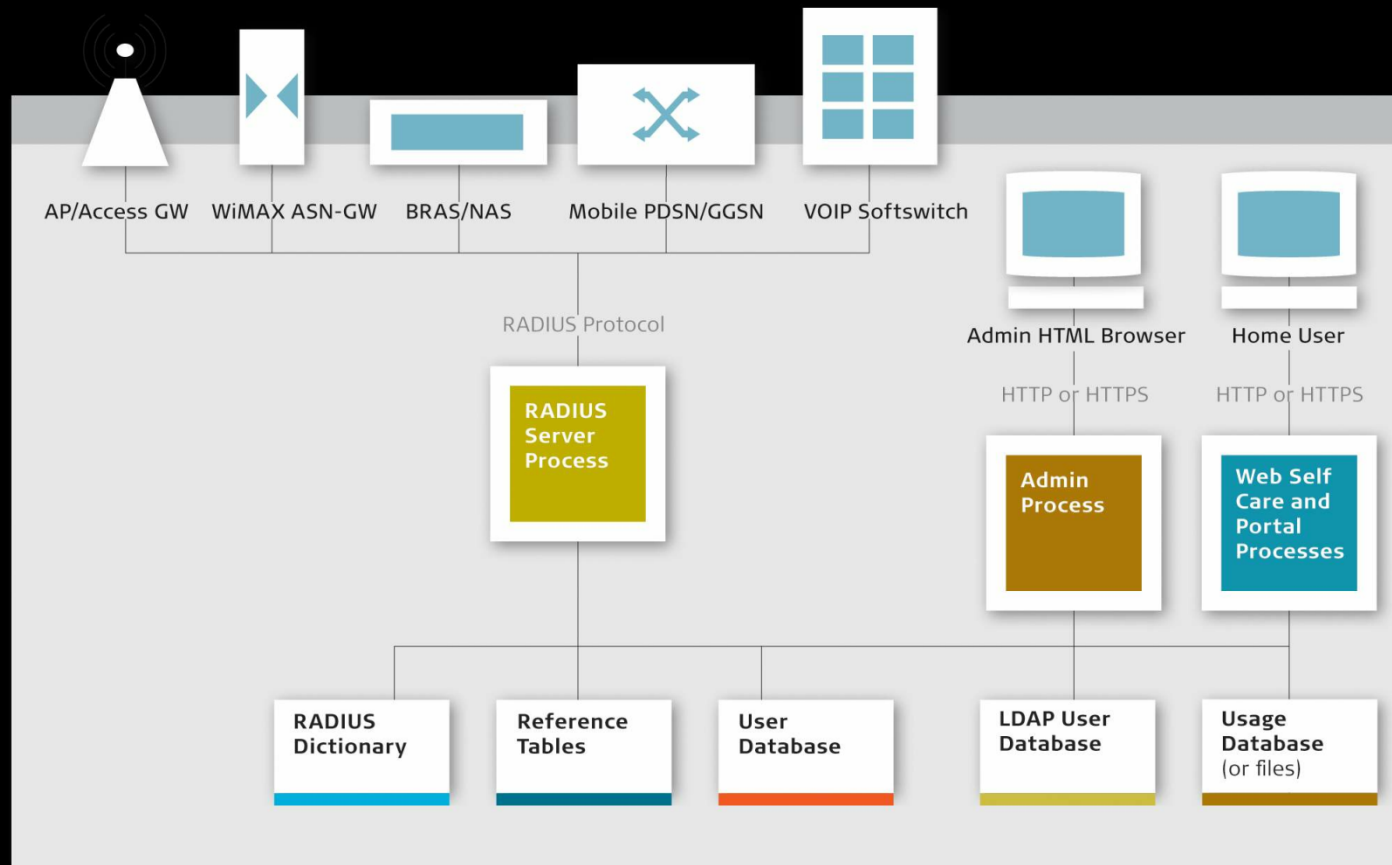 AP/Access GW
WiMAX ASN-GW
BRAS/NAS
Mobile PDSN/GGSN
VOIP Softswitch
RADIUS Protocol
Admin HTML Browser
Home User
HTTP or HTTPS
HTTP or HTTPS
RADIUS
Server
Process
Admin
Process
Web Self
Care and
Portal
Processes
RADIUS
Dictionary
Reference
Tables
User
Database
LDAP User
Database
Usage
Database
(or files)